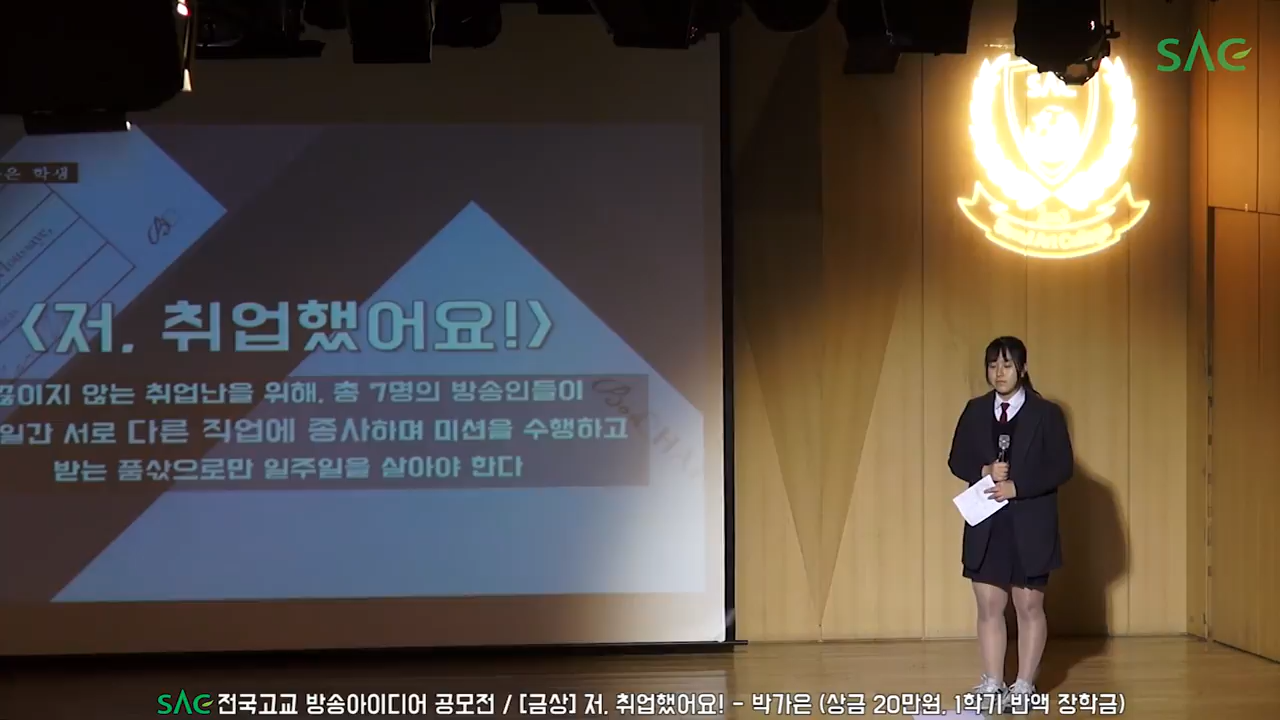 SAC
SAC
은 학생
<저, 취업했어요!>
끊이지 않는 취업난을 위해, 총 7명의 방송인들이
일간 서로 다른 직업에 종사하며 미션을 수행하고
받는 품삯으로만 일주일을 살아야 한다
SAC 전국고교 방송아이디어 공모전 / [금상] 저, 취업했어요! - 박가은 (상금 20만원, 1학기 반액 장학금)